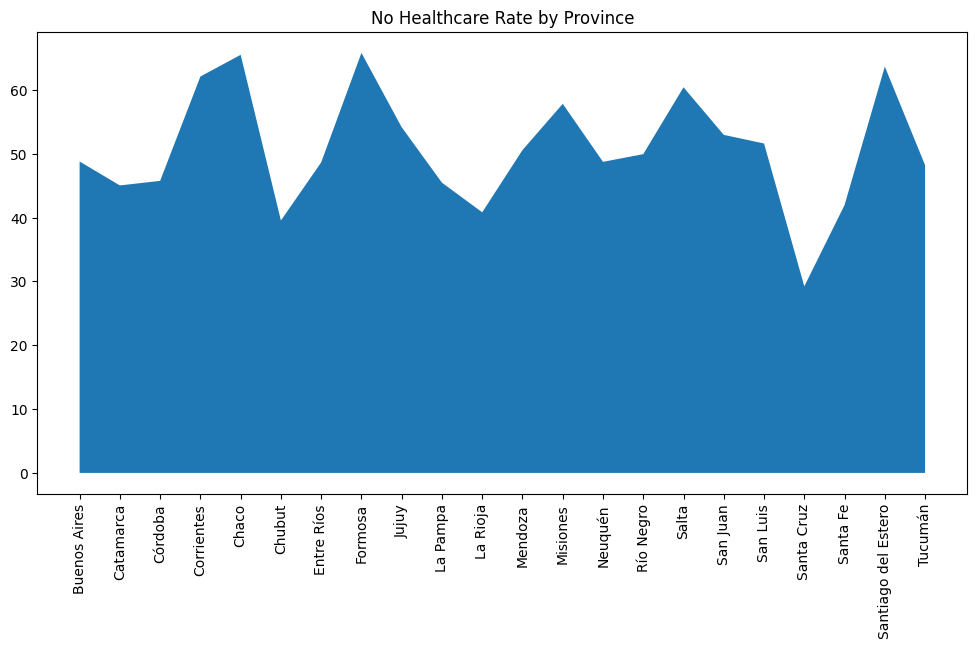 No Healthcare Rate by Province
60
50
40
30
20
10
0
Buenos Aires
Catamarca
Córdoba
Corrientes
Chaco
Chubut
Entre Ríos
Formosa
Jujuy
La Pampa
La Rioja
Mendoza
Misiones
Neuquén
Río Negro
Salta
San Juan
San Luis
Santa Cruz
Santa Fe
Santiago del Estero
Tucumán